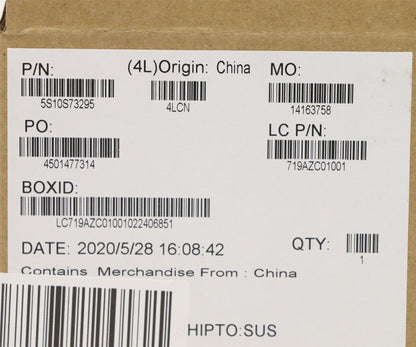 P/N: (4L)Origin: China MO:
5S10S73295 4LCN 14163758
PO: LC P/N:
4501477314 719AZC01001
BOXID:
LC719AZC01001022406851
DATE: 2020/5/28 16:08:42 QTY:
1
Contains Merchandise From : China
HIPTO:SUS